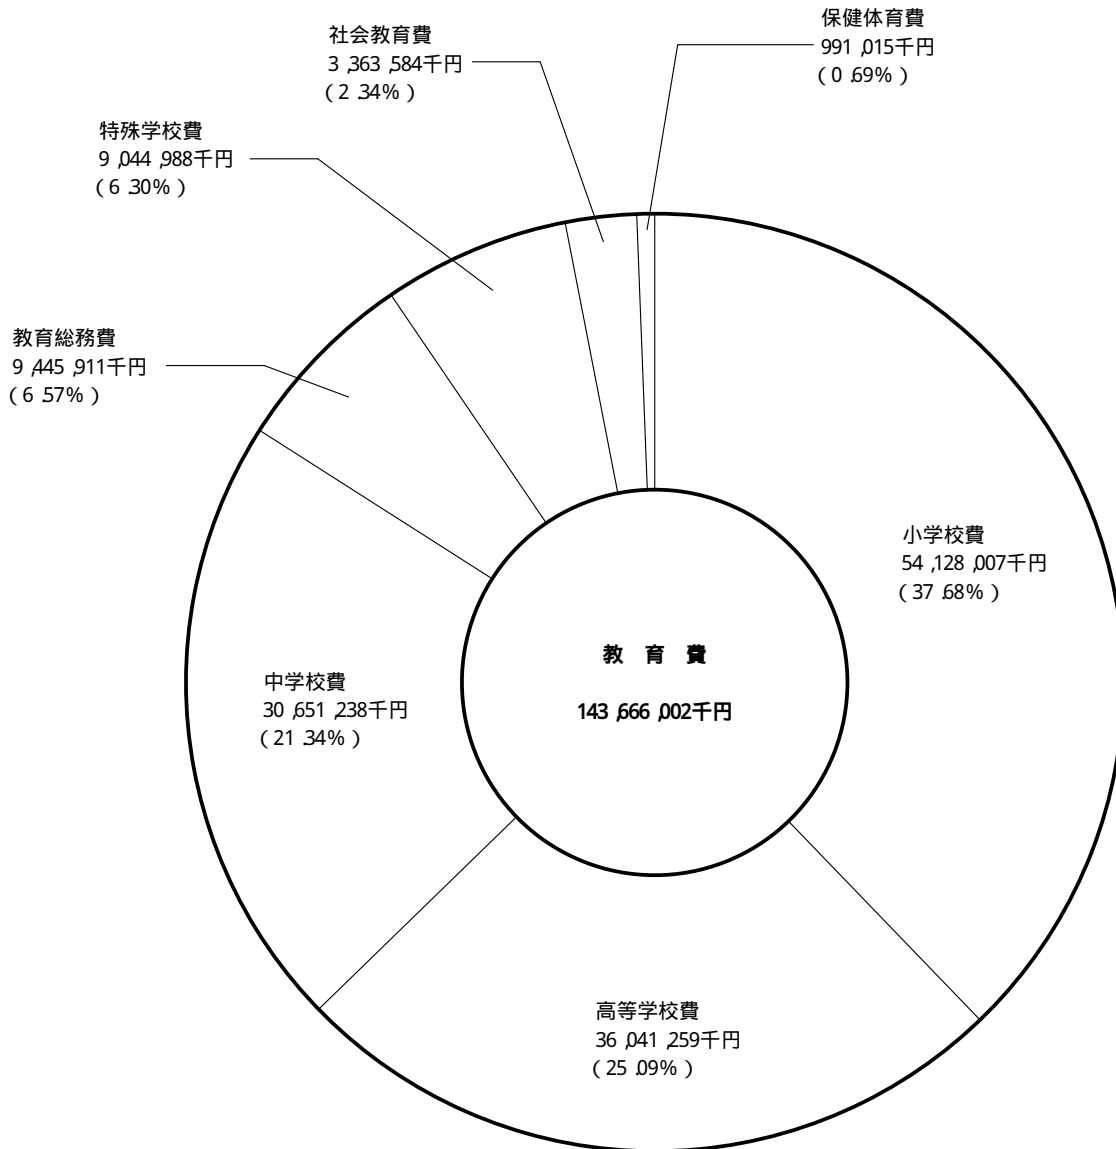 保健体育費
991,015千円
(0.69%)
社会教育費
3,363,584千円
(2.34%)
特殊学校費
9,044,988千円
(6.30%)
教育総務費
9,445,911千円
(6.57%)
小学校費
54,128,007千円
(37.68%)
教育費
143,666,002千円
中学校費
30,651,238千円
(21.34%)
高等学校費
36,041,259千円
(25.09%)